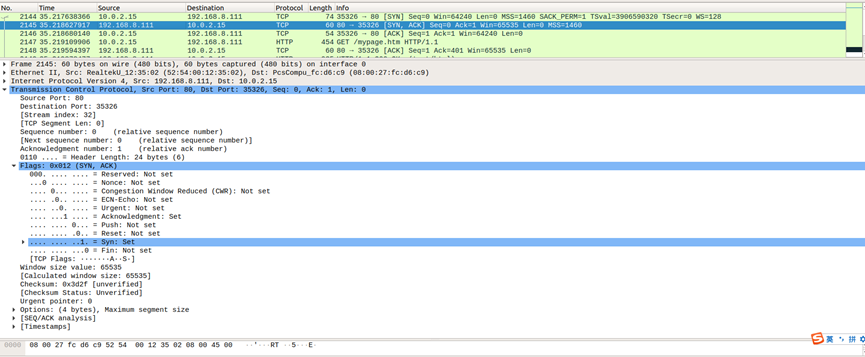 No. Time Source Destination Protocol Length Info
2144 35.217638366 10.0.2.15 192.168.8.111 TCP 74 35326 → 80 [SYN] Seq=0 Win=64240 Len=0 MSS=1460 SACK_PERM=1 TSval=3906590320 TSecr=0 WS=128
2145 35.218627917 192.168.8.111 10.0.2.15 TCP 60 80 → 35326 [SYN, ACK] Seq=0 Ack=1 Win=65535 Len=0 MSS=1460
2146 35.218680140 10.0.2.15 192.168.8.111 TCP 54 35326 → 80 [ACK] Seq=1 Ack=1 Win=64240 Len=0
2147 35.219109906 10.0.2.15 192.168.8.111 HTTP 454 GET /mypage.htm HTTP/1.1
2148 35.219594397 192.168.8.111 10.0.2.15 TCP 60 80 → 35326 [ACK] Seq=1 Ack=401 Win=65535 Len=0
Frame 2145: 60 bytes on wire (480 bits), 60 bytes captured (480 bits) on interface 0
Ethernet II, Src: RealtekU_12:35:02 (52:54:00:12:35:02), Dst: PcsCompu_fc:d6:c9 (08:00:27:fc:d6:c9)
Internet Protocol Version 4, Src: 192.168.8.111, Dst: 10.0.2.15
Transmission Control Protocol, Src Port: 80, Dst Port: 35326, Seq: 0, Ack: 1, Len: 0
Source Port: 80
Destination Port: 35326
[Stream index: 32]
[TCP Segment Len: 0]
Sequence number: 0 (relative sequence number)
[Next sequence number: 0 (relative sequence number)]
Acknowledgment number: 1 (relative ack number)
0110 .... = Header Length: 24 bytes (6)
Flags: 0x012 (SYN, ACK)
000. .... .... = Reserved: Not set
...0 .... .... = Nonce: Not set
.... 0... .... = Congestion Window Reduced (CWR): Not set
.... .0.. .... = ECN-Echo: Not set
.... ..0. .... = Urgent: Not set
.... ...1 .... = Acknowledgment: Set
.... .... 0... = Push: Not set
.... .... .0.. = Reset: Not set
.... .... ..1. = Syn: Set
.... .... ...0 = Fin: Not set
[TCP Flags: ·······A··S·]
Window size value: 65535
[Calculated window size: 65535]
Checksum: 0x3d2f [unverified]
[Checksum Status: Unverified]
Urgent pointer: 0
Options: (4 bytes), Maximum segment size
[SEQ/ACK analysis]
[Timestamps]
0000 08 00 27 fc d6 c9 52 54 00 12 35 02 08 00 45 00 ··'···RT ··5···E·
S 英 拼